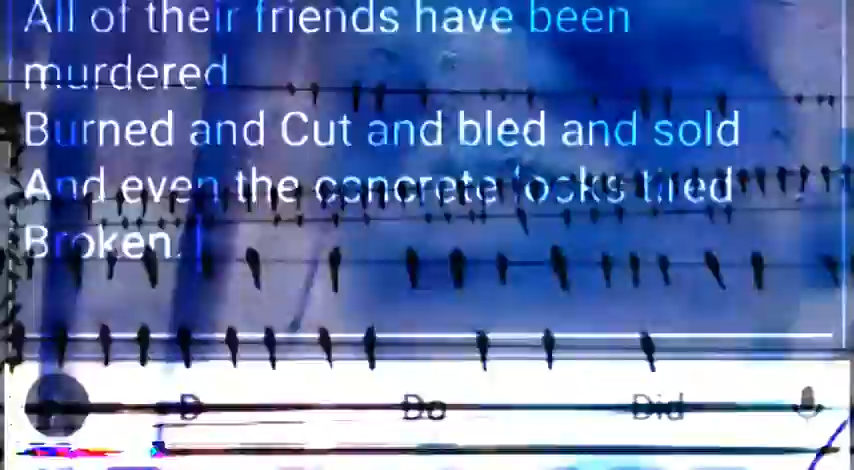 All of their friends have been
murdered
Burned and Cut and bled and sold
And even the concrete looks tired
Broken.
D Do Did